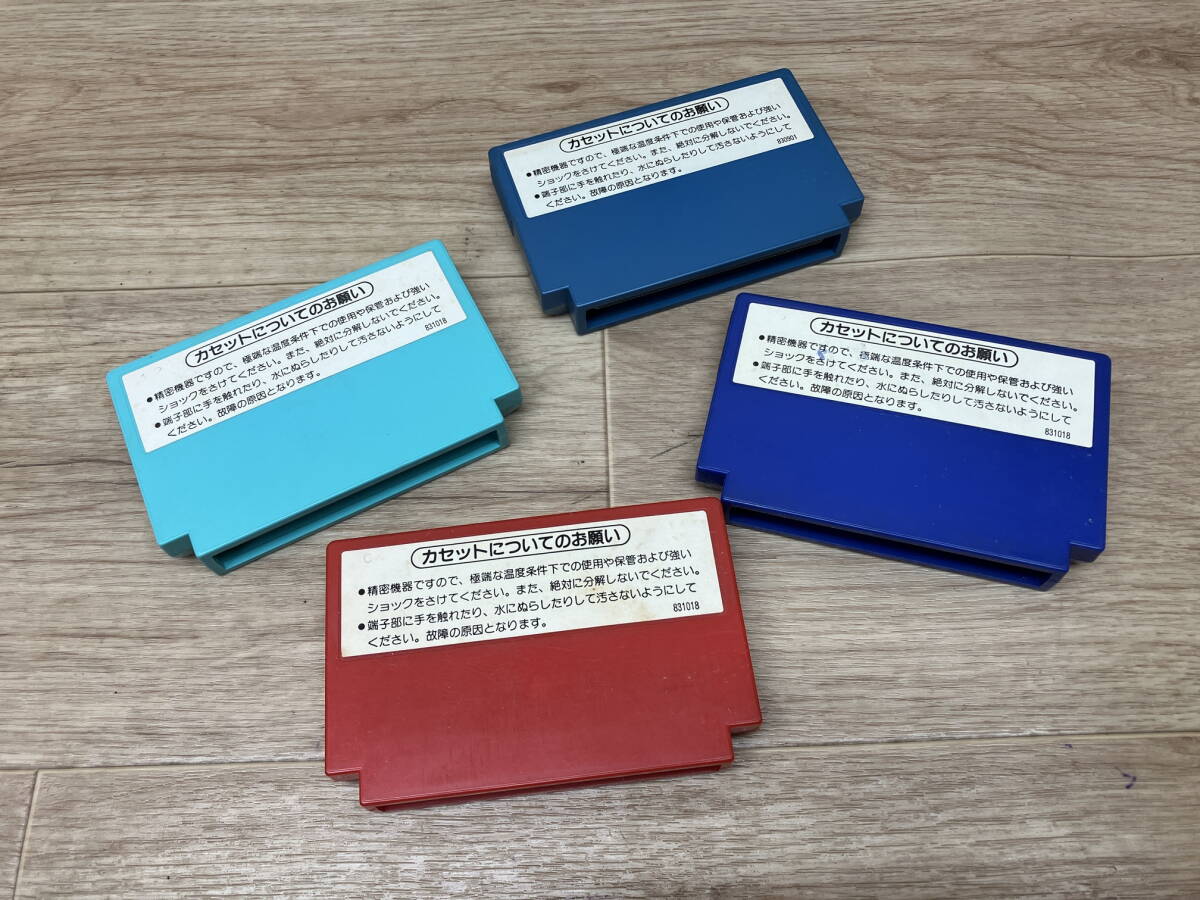 カセットについてのお願い
●精密機器ですので、極端な温度条件下での使用や保管および強い
ショックをさけてください。また、絶対に分解しないでください。
●端子部に手を触れたり、水にぬらしたりして汚さないようにして
ください。故障の原因となります。
830901
カセットについてのお願い
●精密機器ですので、極端な温度条件下での使用や保管および強い
ショックをさけてください。また、絶対に分解しないでください。
●端子部に手を触れたり、水にぬらしたりして汚さないようにして
ください。故障の原因となります。
831018
カセットについてのお願い
●精密機器ですので、極端な温度条件下での使用や保管および強い
ショックをさけてください。また、絶対に分解しないでください。
●端子部に手を触れたり、水にぬらしたりして汚さないようにして
ください。故障の原因となります。
831018
カセットについてのお願い
●精密機器ですので、極端な温度条件下での使用や保管および強い
ショックをさけてください。また、絶対に分解しないでください。
●端子部に手を触れたり、水にぬらしたりして汚さないようにして
ください。故障の原因となります。
831018